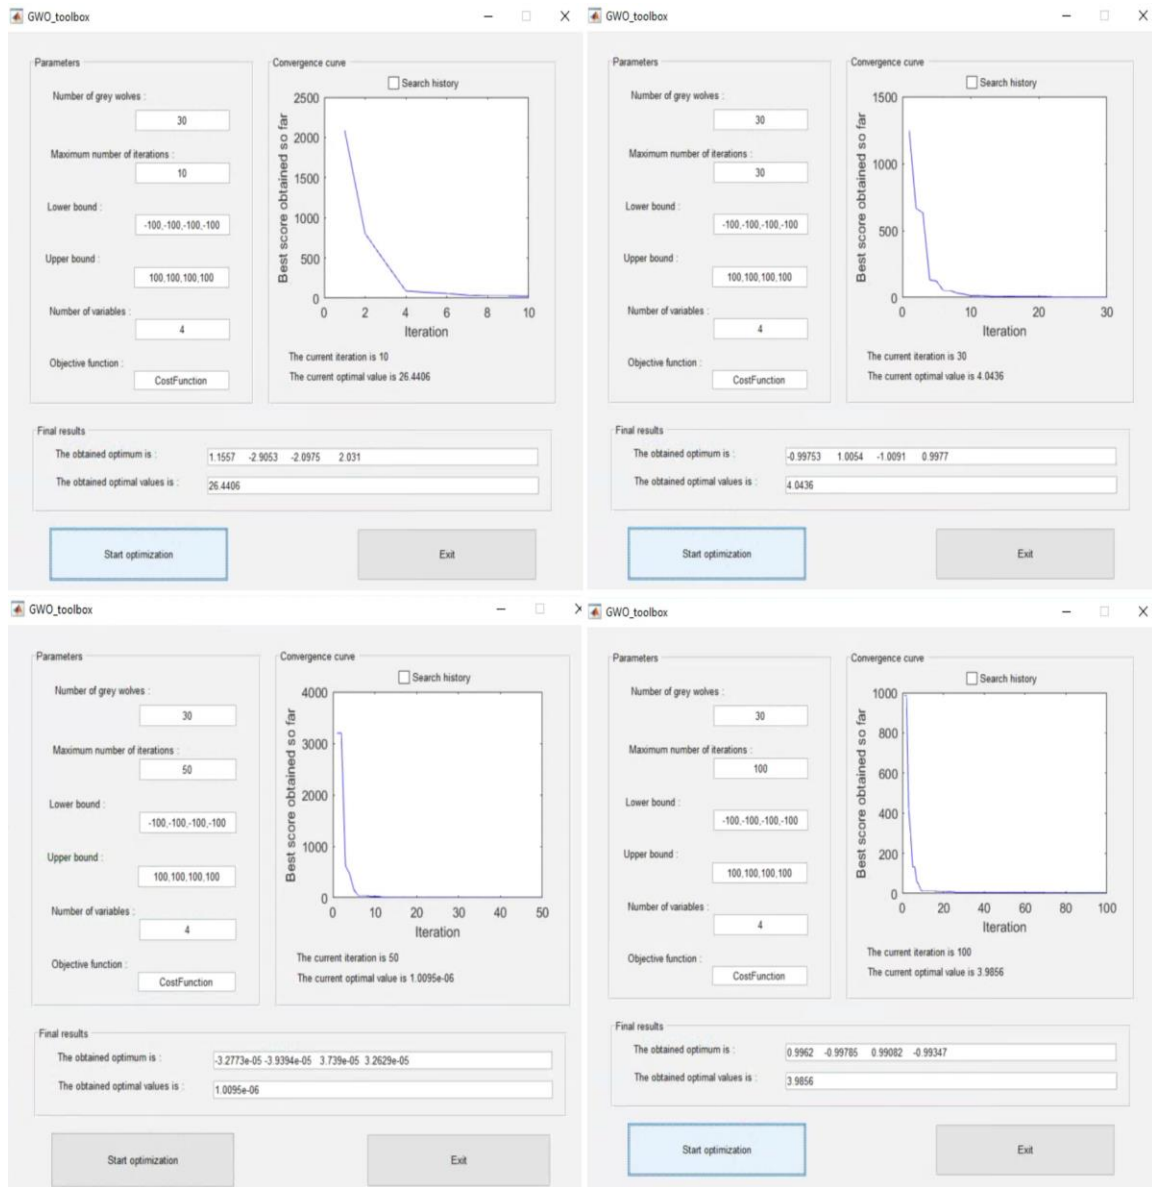 GWO_toolbox
Parameters
Number of grey wolves :
30
Maximum number of iterations :
10
Lower bound :
-100,-100,-100,-100
Upper bound :
100,100,100,100
Number of variables :
4
Objective function :
CostFunction
Convergence curve
Search history
Best score obtained so far
2500
2000
1500
1000
500
0
0 2 4 6 8 10
Iteration
The current iteration is 10
The current optimal value is 26.4406
Final results
The obtained optimum is : 1.1557 -2.9053 -2.0975 2.031
The obtained optimal values is : 26.4406
Start optimization Exit
GWO_toolbox
Parameters
Number of grey wolves :
30
Maximum number of iterations :
30
Lower bound :
-100,-100,-100,-100
Upper bound :
100,100,100,100
Number of variables :
4
Objective function :
CostFunction
Convergence curve
Search history
Best score obtained so far
1500
1000
500
0
0 10 20 30
Iteration
The current iteration is 30
The current optimal value is 4.0436
Final results
The obtained optimum is : -0.99753 1.0054 -1.0091 0.9977
The obtained optimal values is : 4.0436
Start optimization Exit
GWO_toolbox
Parameters
Number of grey wolves :
30
Maximum number of iterations :
50
Lower bound :
-100,-100,-100,-100
Upper bound :
100,100,100,100
Number of variables :
4
Objective function :
CostFunction
Convergence curve
Search history
Best score obtained so far
4000
3000
2000
1000
0
0 10 20 30 40 50
Iteration
The current iteration is 50
The current optimal value is 1.0095e-06
Final results
The obtained optimum is : -3.2773e-05 -3.9394e-05 3.739e-05 3.2629e-05
The obtained optimal values is : 1.0095e-06
Start optimization Exit
GWO_toolbox
Parameters
Number of grey wolves :
30
Maximum number of iterations :
100
Lower bound :
-100,-100,-100,-100
Upper bound :
100,100,100,100
Number of variables :
4
Objective function :
CostFunction
Convergence curve
Search history
Best score obtained so far
1000
800
600
400
200
0
0 20 40 60 80 100
Iteration
The current iteration is 100
The current optimal value is 3.9856
Final results
The obtained optimum is : 0.9962 -0.99785 0.99082 -0.99347
The obtained optimal values is : 3.9856
Start optimization Exit